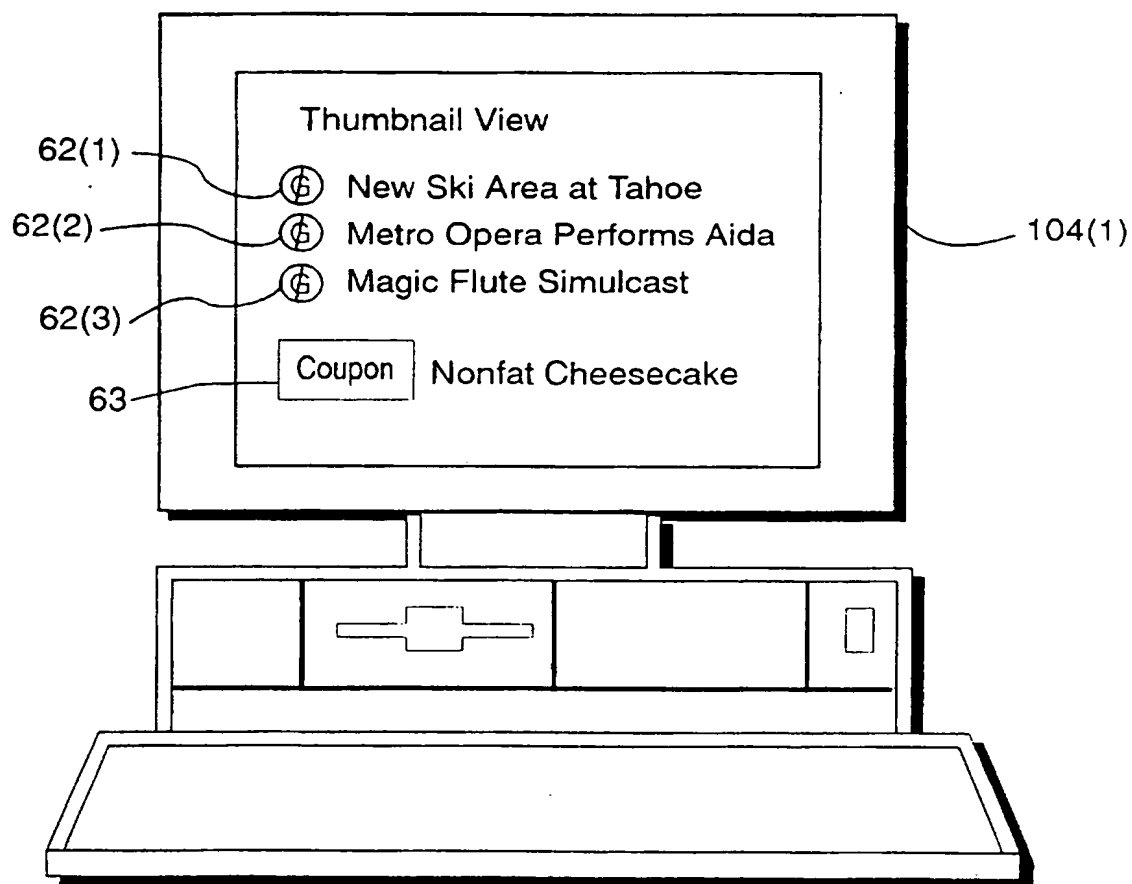 Thumbnail View
62(1)
G New Ski Area at Tahoe
62(2)
G Metro Opera Performs Aida
104(1)
G Magic Flute Simulcast
62(3)
Coupon Nonfat Cheesecake
63